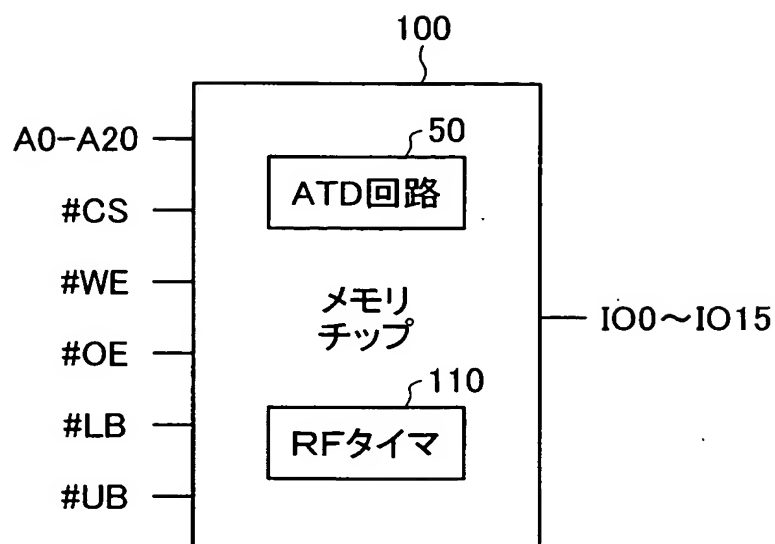 100
A0-A20
50
ATD回路
#CS
#WE
メモリ
チップ
IO0～IO15
#OE
110
#LB
RFタイマ
#UB